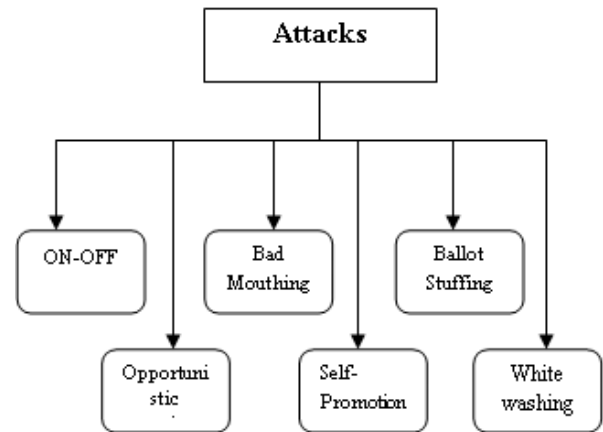 Attacks
ON-OFF
Bad
Mouthing
Ballot
Stuffing
Opportuni
stic
Self-
Promotion
White
washing